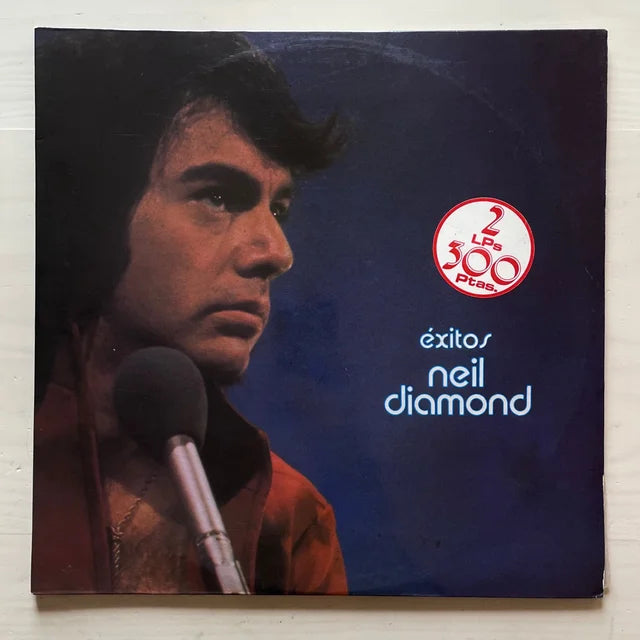 2
LPs
300
Ptas.
éxitos
neil
diamond